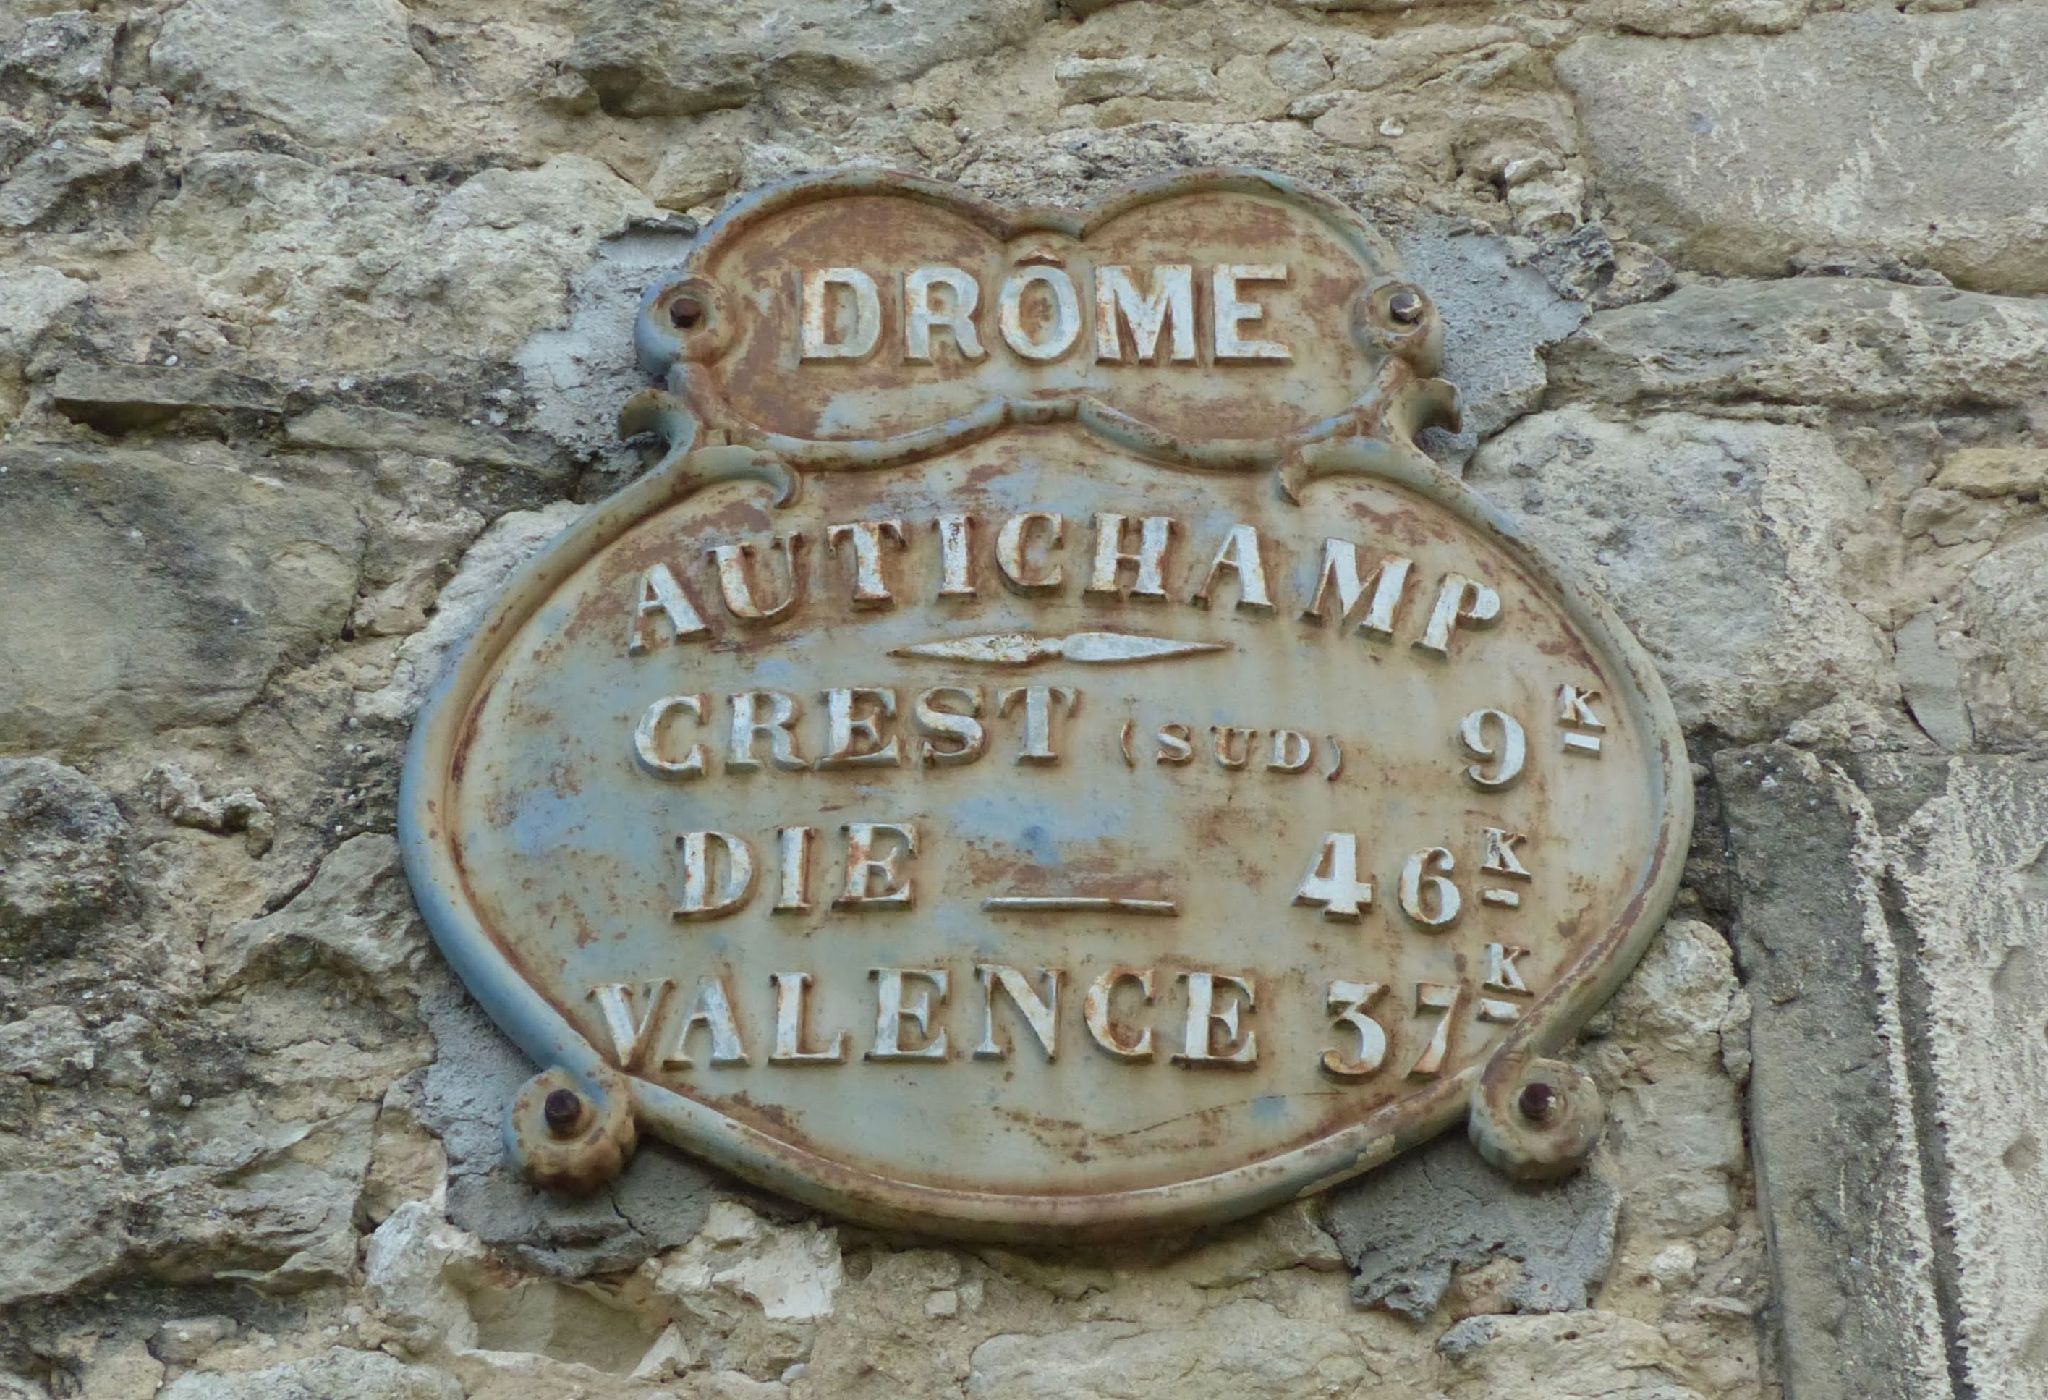 DRÔME
AUTICHAMP
CREST (SUD) 9K
DIE — 46K
VALENCE 37K